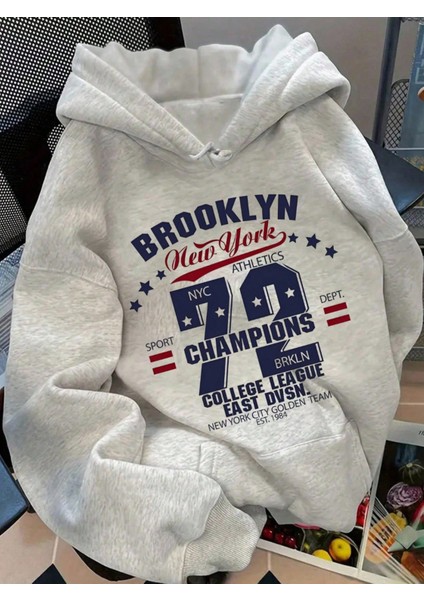 BROOKLYN
New York
ATHLETICS
NYC
72
SPORT
DEPT.
CHAMPIONS
BRKLN
COLLEGE LEAGUE
EAST DVSN.
NEW YORK CITY GOLDEN TEAM
EST. 1984